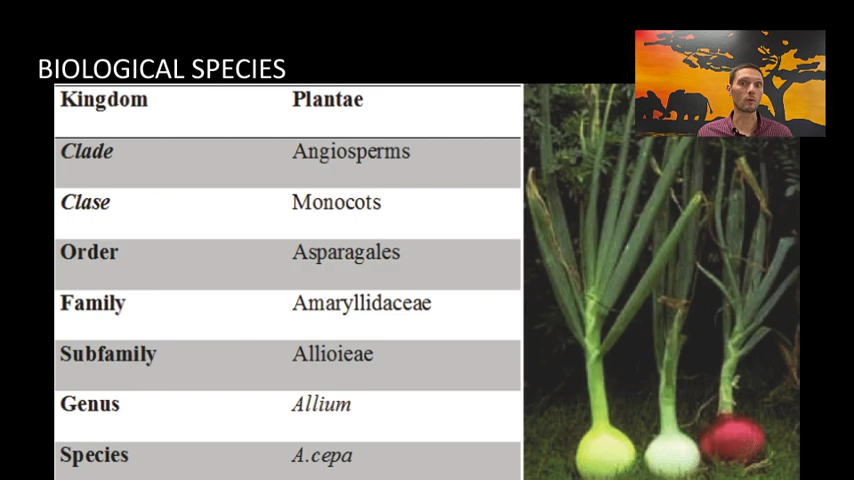 BIOLOGICAL SPECIES
Kingdom Plantae
Clade Angiosperms
Clase Monocots
Order Asparagales
Family Amaryllidaceae
Subfamily Allioieae
Genus Allium
Species A.cepa